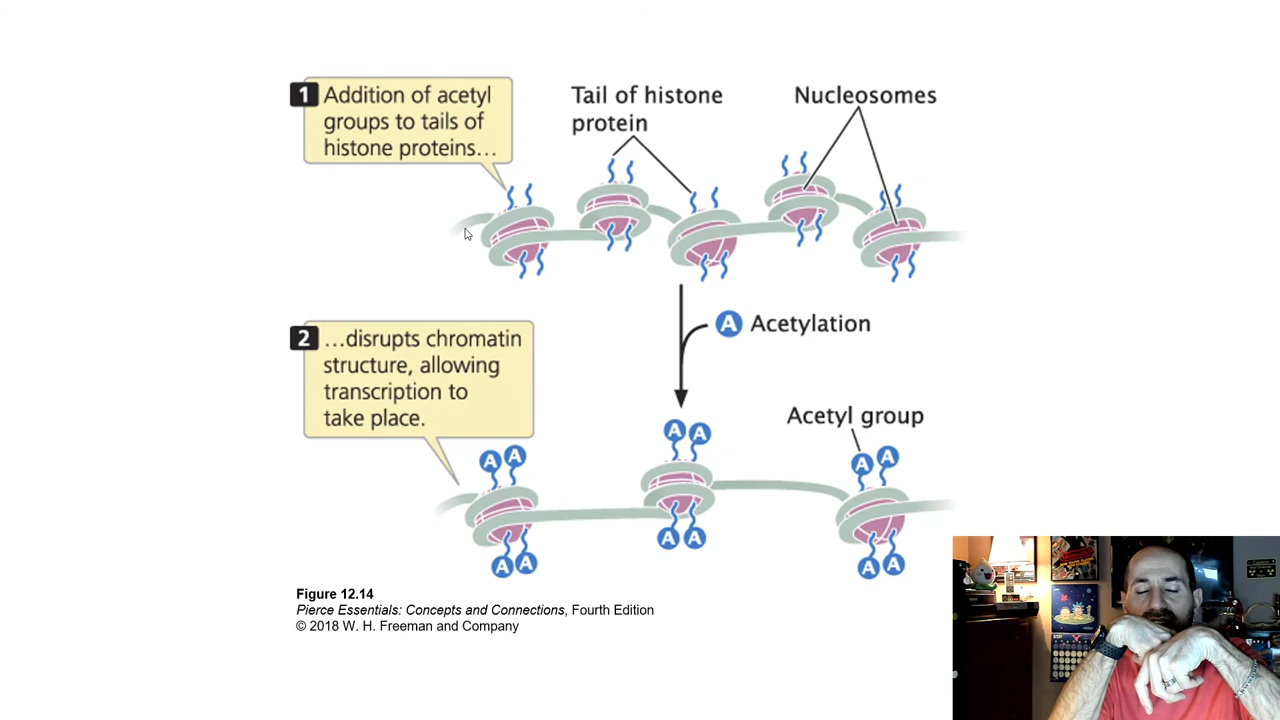 1 Addition of acetyl
groups to tails of
histone proteins...
Tail of histone
protein
Nucleosomes
A Acetylation
2 ...disrupts chromatin
structure, allowing
transcription to
take place.
Acetyl group
A A
A A
A A
A A
A A
A A
Figure 12.14
Pierce Essentials: Concepts and Connections, Fourth Edition
© 2018 W. H. Freeman and Company